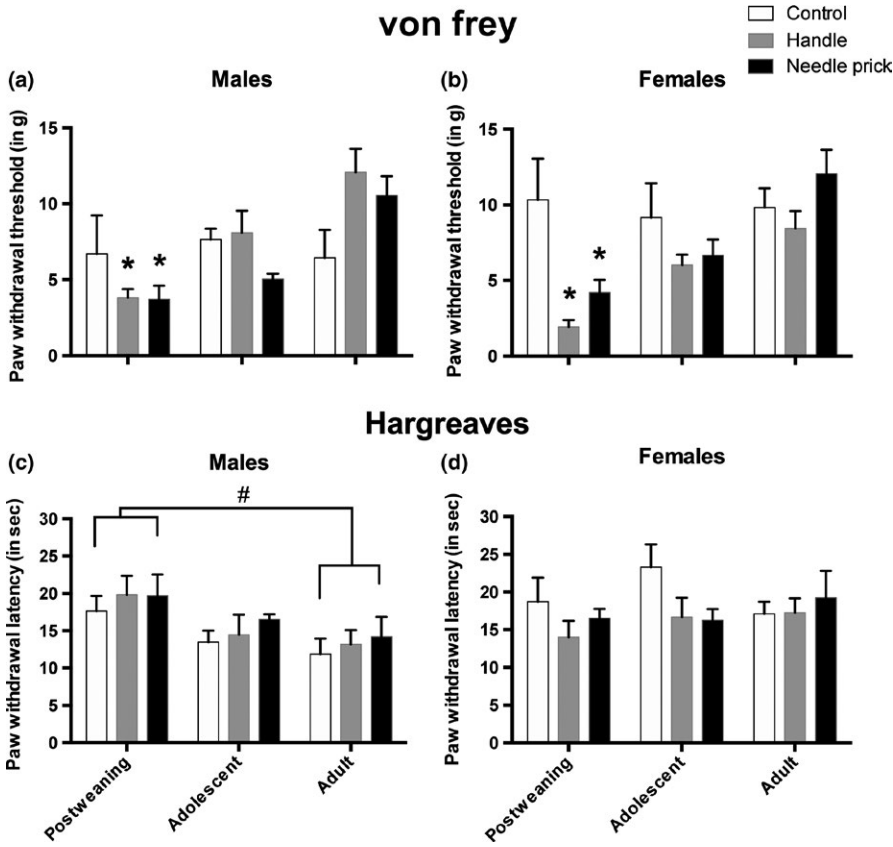 von frey
Control
Handle
Needle prick
(a)
Males
Paw withdrawal threshold (in g)
15
10
5
0
*
*
(b)
Females
Paw withdrawal threshold (in g)
15
10
5
0
*
*
Hargreaves
(c)
Males
Paw withdrawal latency (in sec)
30
25
20
15
10
5
0
#
Postweaning
Adolescent
Adult
(d)
Females
Paw withdrawal latency (in sec)
30
25
20
15
10
5
0
Postweaning
Adolescent
Adult